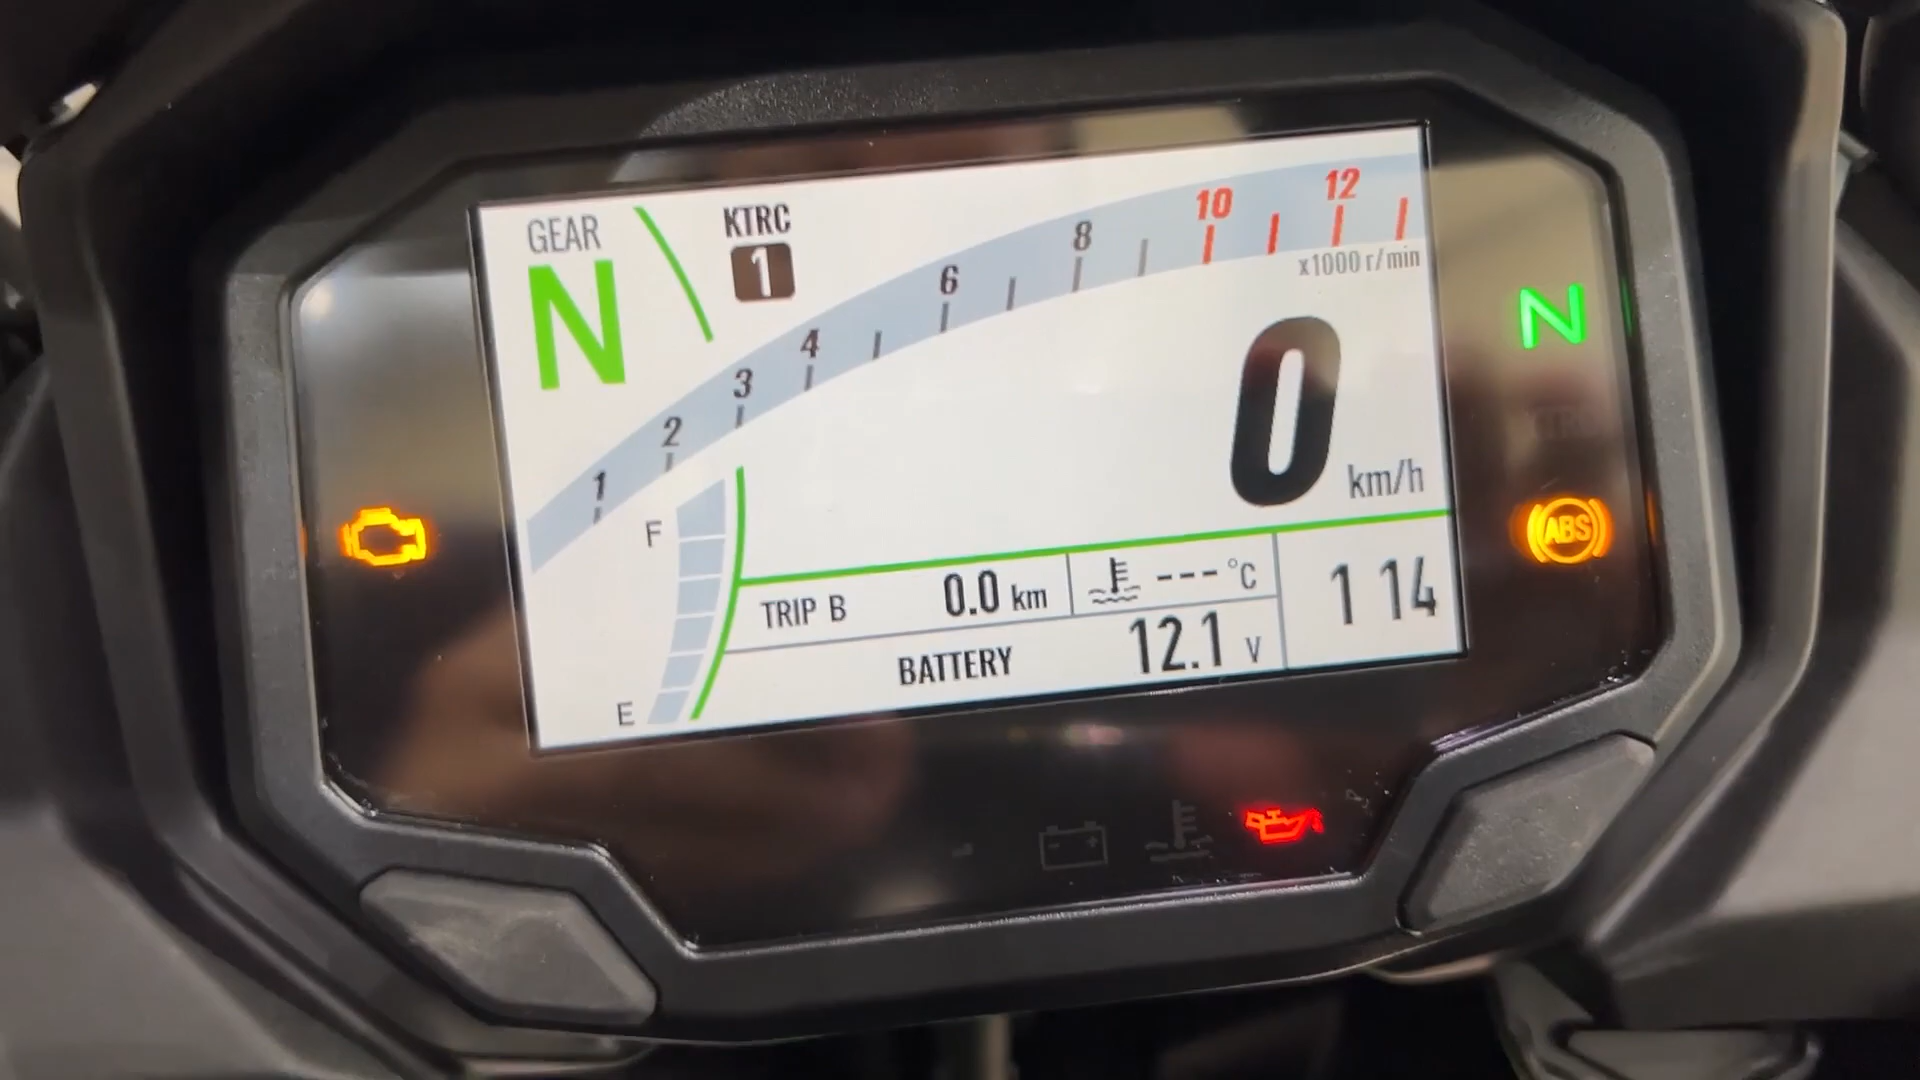 GEAR
N
KTRC
1
1 2 3 4 6 8 10 12
x1000 r/min
N
0
km/h
F
E
ABS
TRIP B 0.0 km
--- °C
BATTERY 12.1 V
1 14